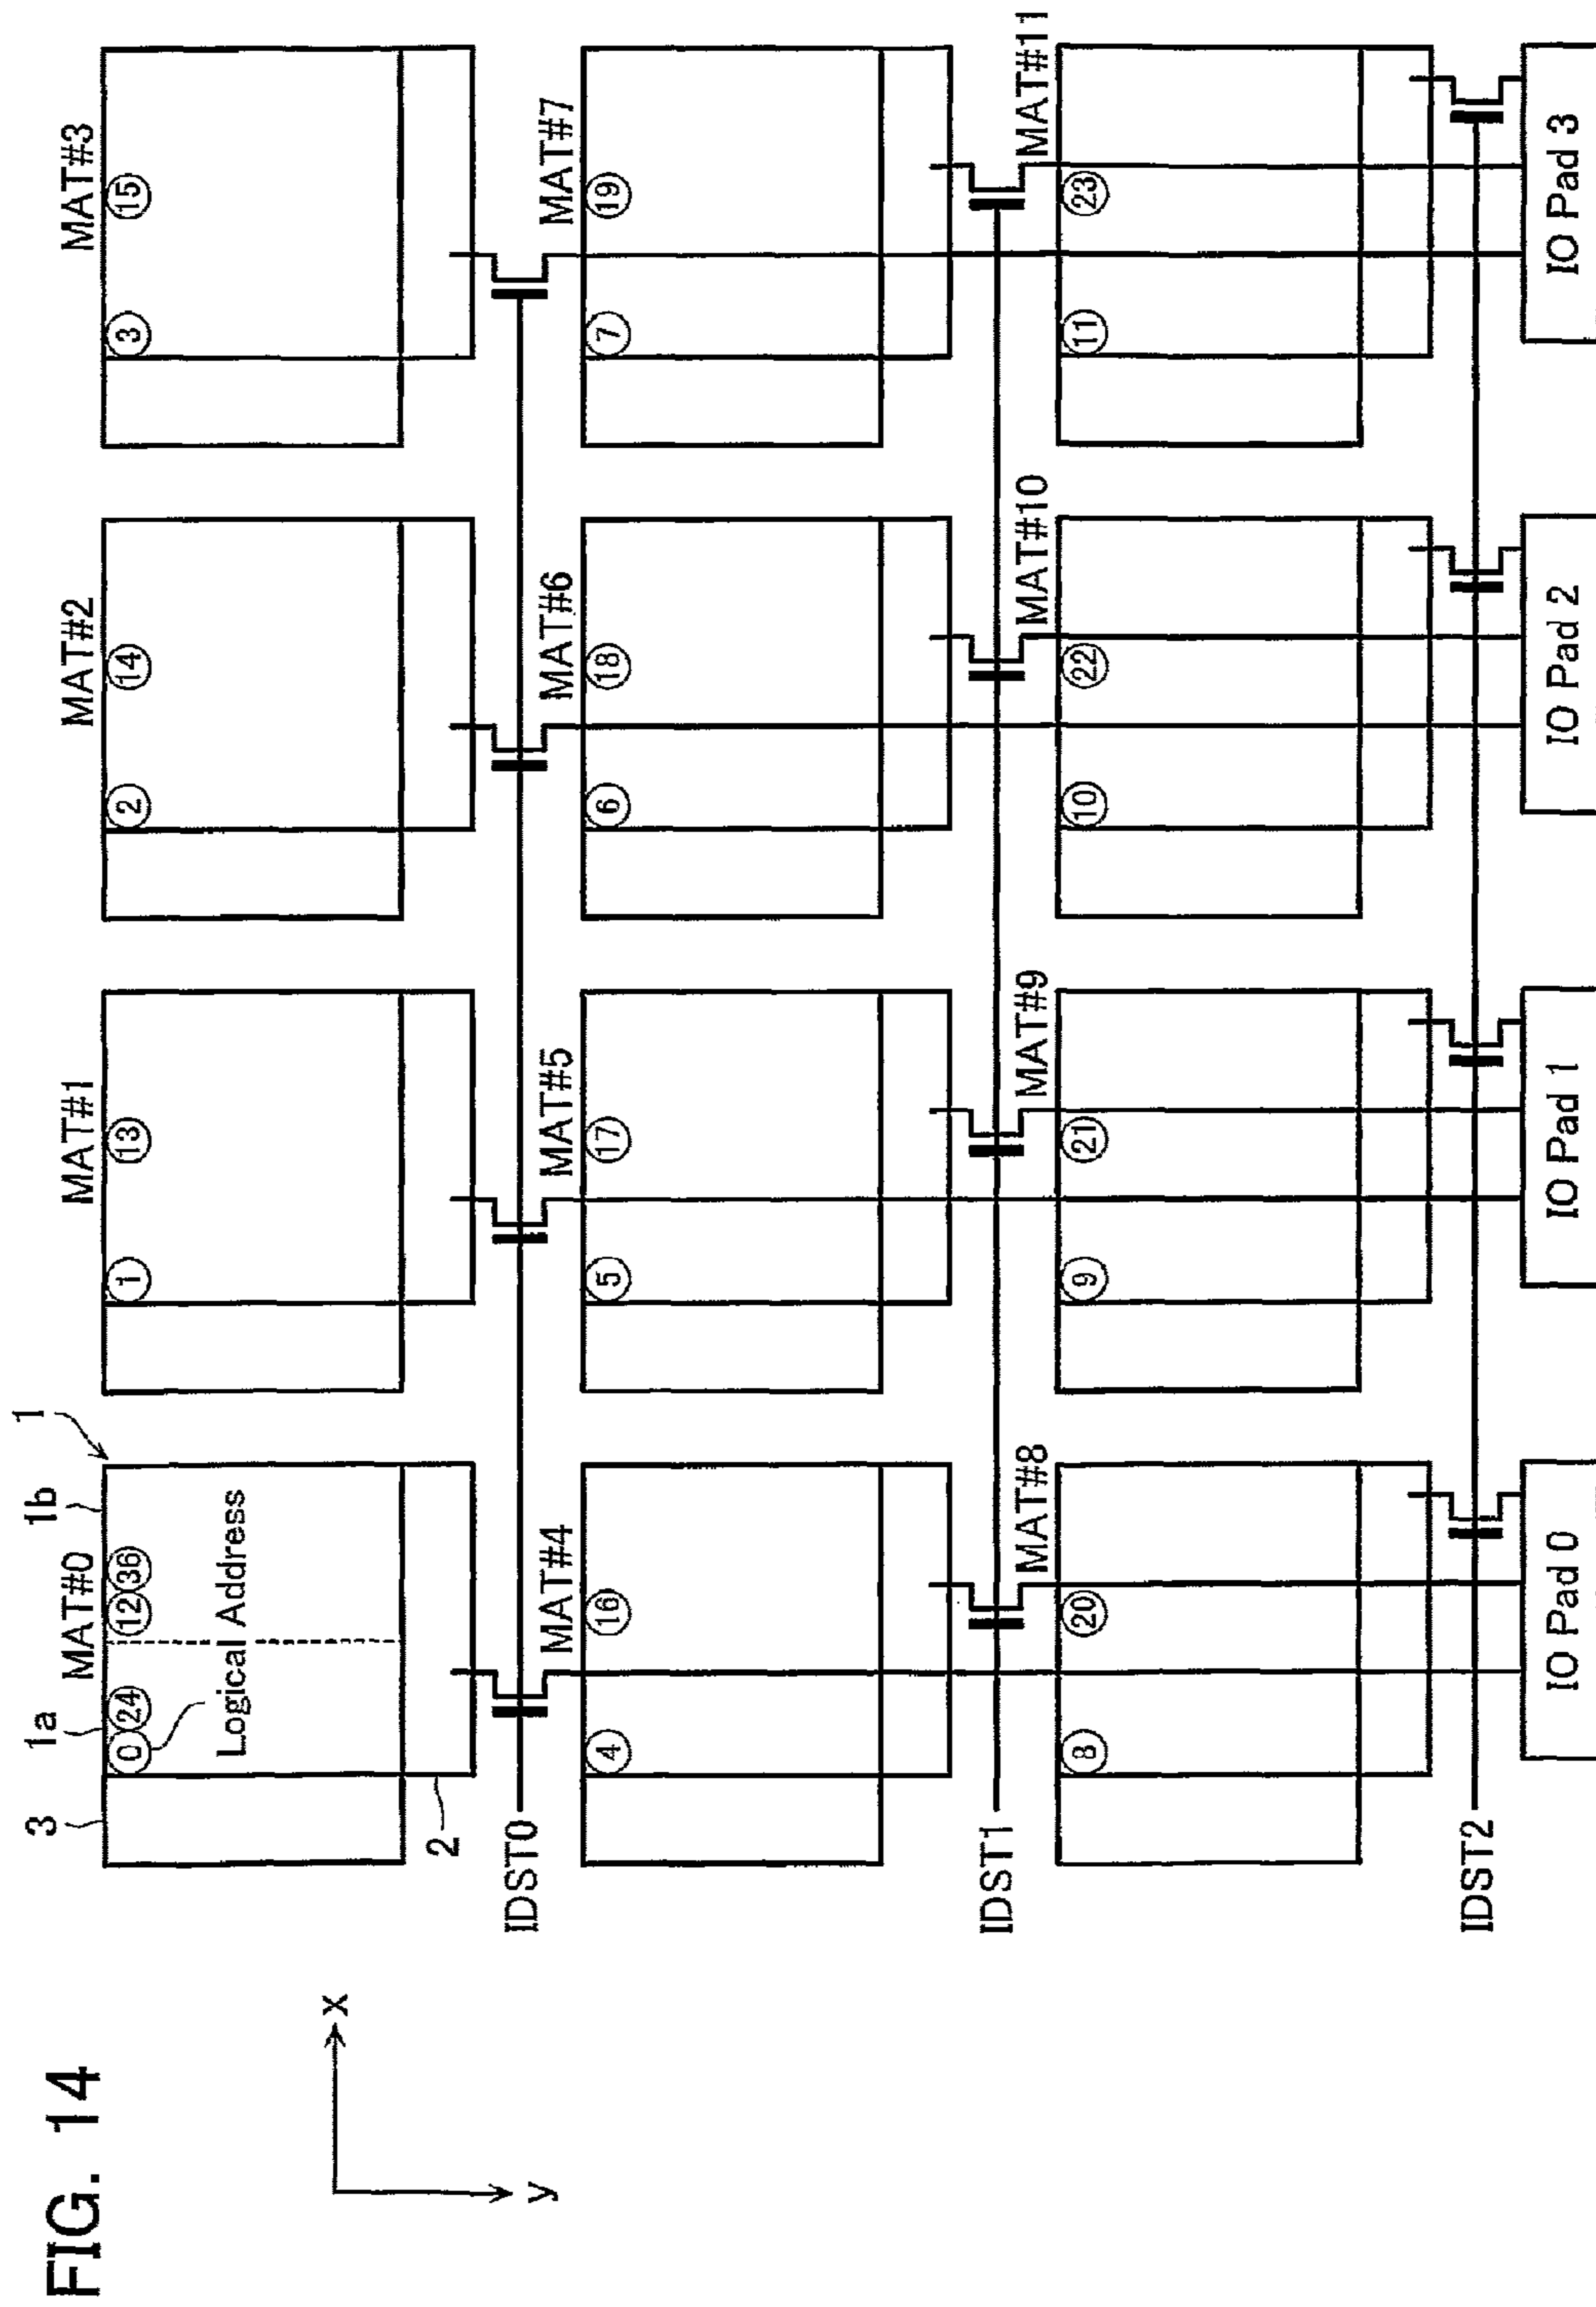 FIG. 14
x
y
1
3
1a
1b
2
MAT#0
MAT#1
MAT#2
MAT#3
0 24 12 36
1 13
2 14
3 15
Logical Address
IDST0
MAT#4
MAT#5
MAT#6
MAT#7
4 16
5 17
6 18
7 19
IDST1
MAT#8
MAT#9
MAT#10
MAT#11
8 20
9 21
10 22
11 23
IDST2
IO Pad 0
IO Pad 1
IO Pad 2
IO Pad 3